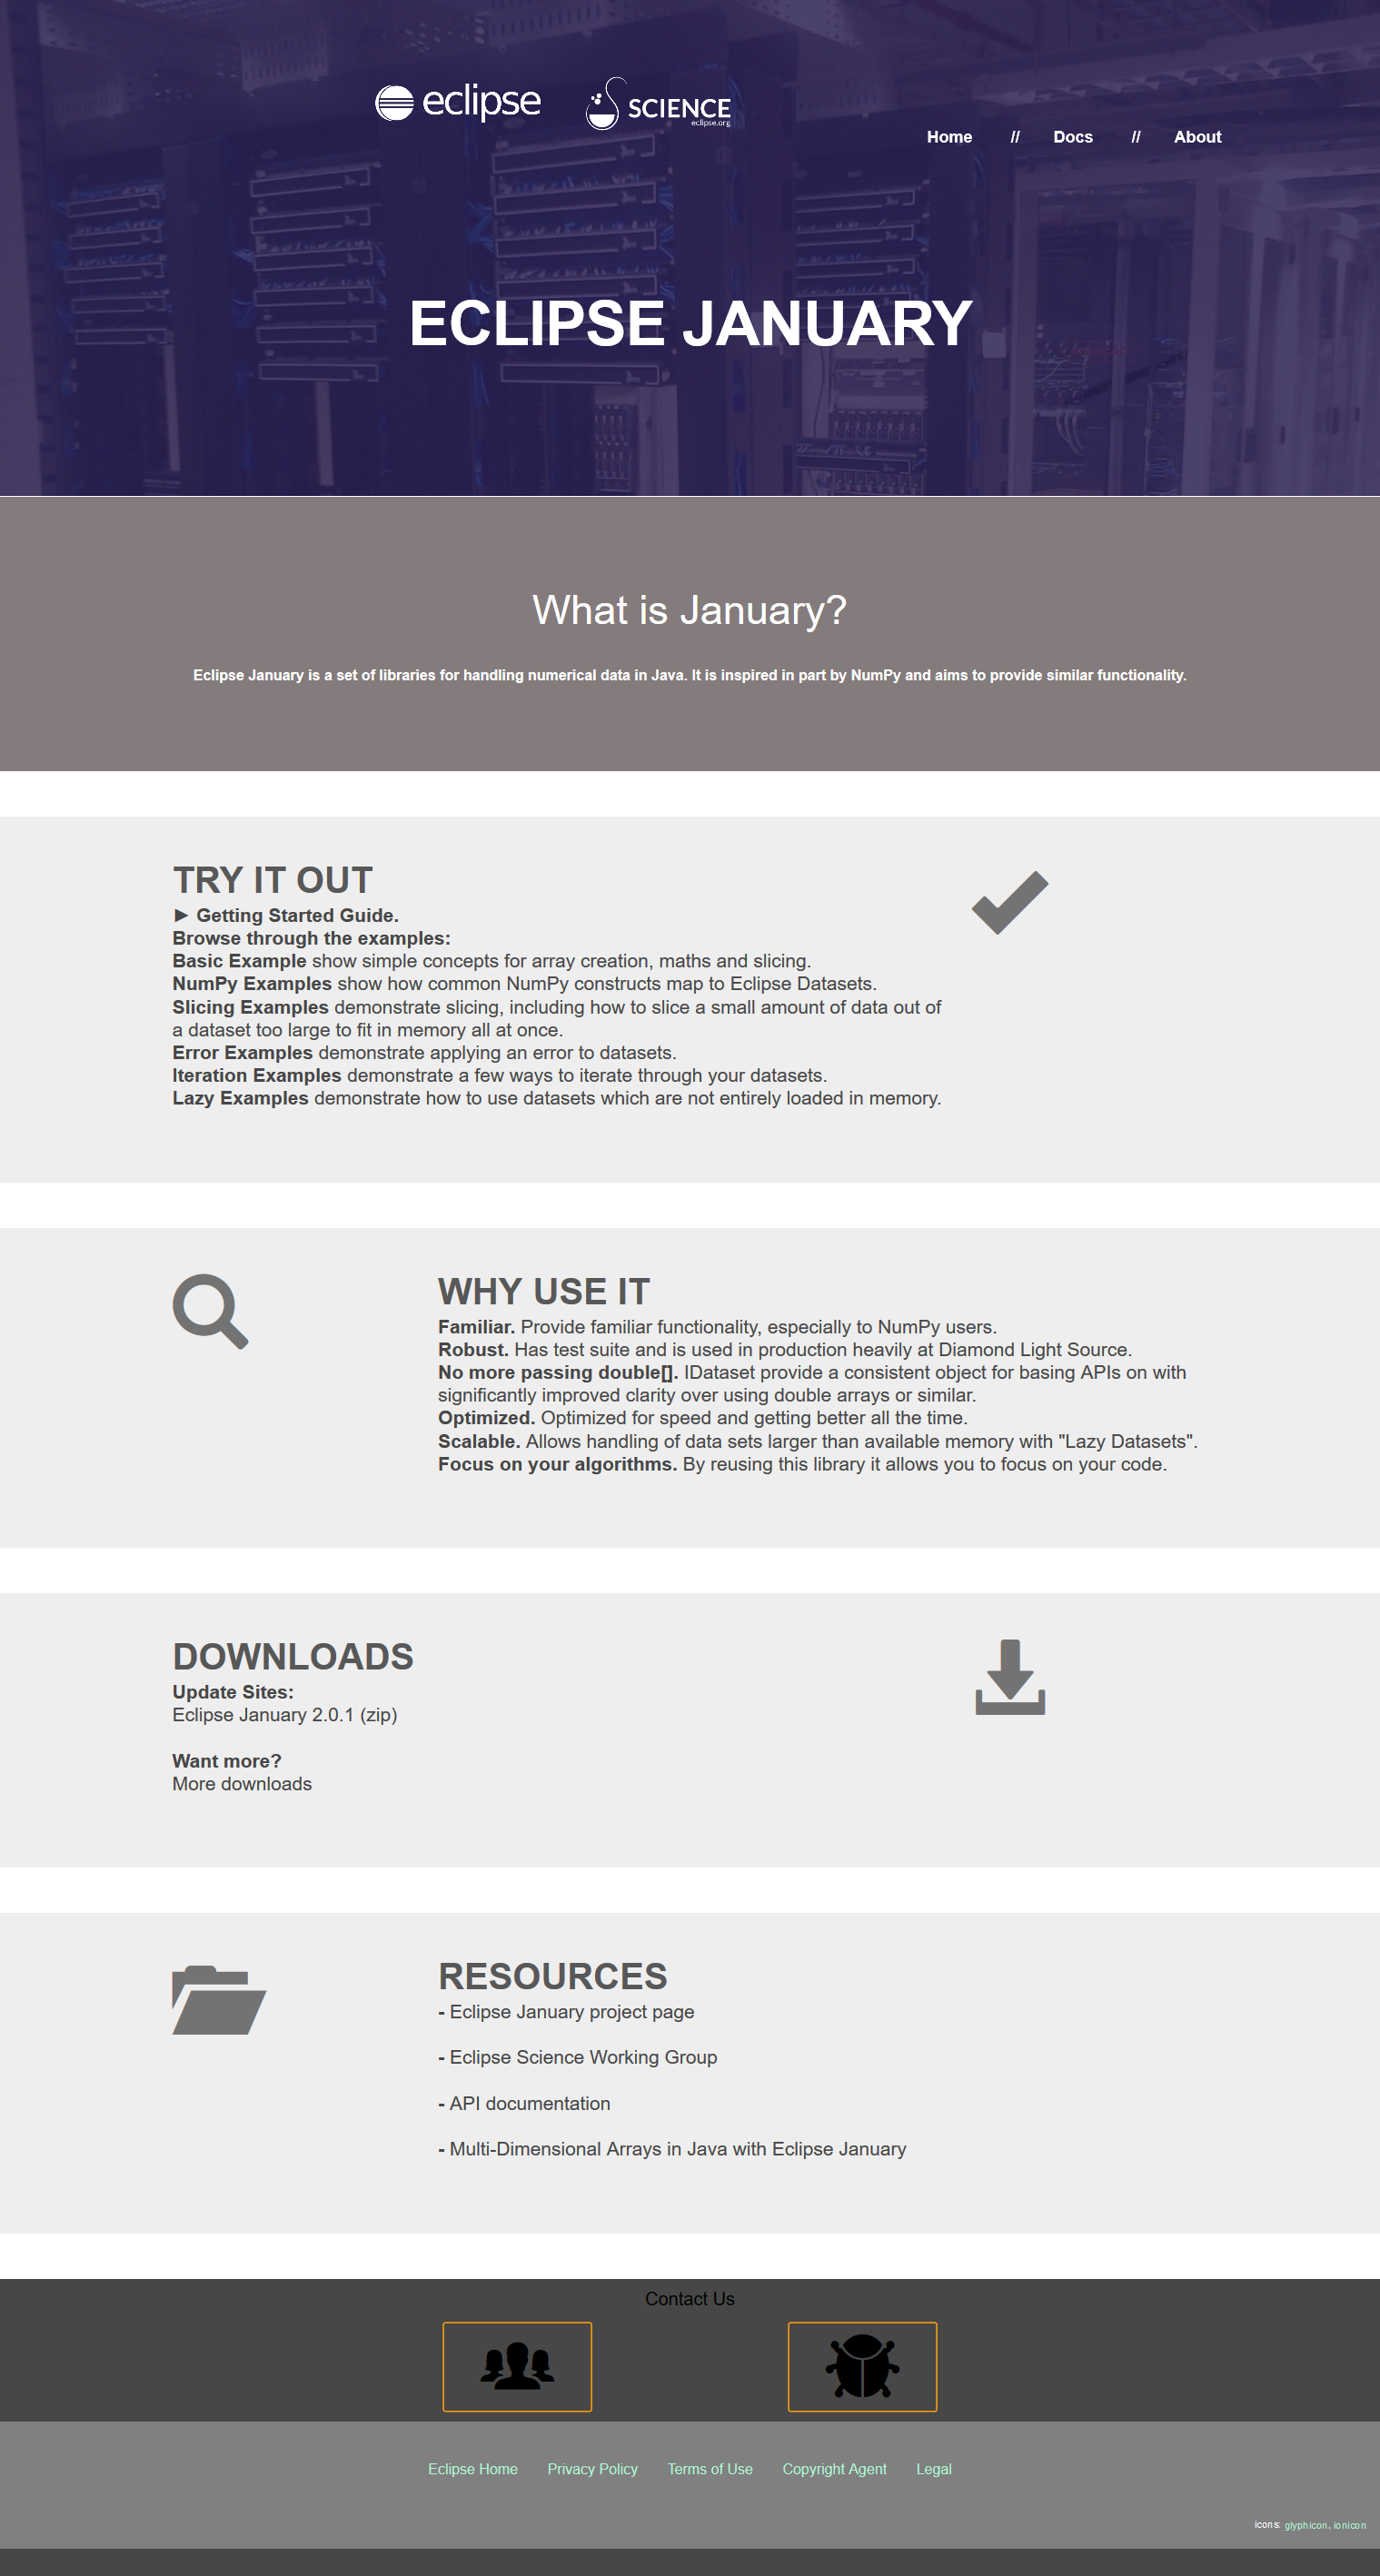 eclipse
SCIENCE
eclipse.org
Home // Docs // About
ECLIPSE JANUARY
What is January?
Eclipse January is a set of libraries for handling numerical data in Java. It is inspired in part by NumPy and aims to provide similar functionality.
TRY IT OUT
► Getting Started Guide.
Browse through the examples:
Basic Example show simple concepts for array creation, maths and slicing.
NumPy Examples show how common NumPy constructs map to Eclipse Datasets.
Slicing Examples demonstrate slicing, including how to slice a small amount of data out of
a dataset too large to fit in memory all at once.
Error Examples demonstrate applying an error to datasets.
Iteration Examples demonstrate a few ways to iterate through your datasets.
Lazy Examples demonstrate how to use datasets which are not entirely loaded in memory.
WHY USE IT
Familiar. Provide familiar functionality, especially to NumPy users.
Robust. Has test suite and is used in production heavily at Diamond Light Source.
No more passing double[]. IDataset provide a consistent object for basing APIs on with
significantly improved clarity over using double arrays or similar.
Optimized. Optimized for speed and getting better all the time.
Scalable. Allows handling of data sets larger than available memory with "Lazy Datasets".
Focus on your algorithms. By reusing this library it allows you to focus on your code.
DOWNLOADS
Update Sites:
Eclipse January 2.0.1 (zip)
Want more?
More downloads
RESOURCES
- Eclipse January project page
- Eclipse Science Working Group
- API documentation
- Multi-Dimensional Arrays in Java with Eclipse January
Contact Us
Eclipse Home Privacy Policy Terms of Use Copyright Agent Legal
icons: glyphicon, ionicon